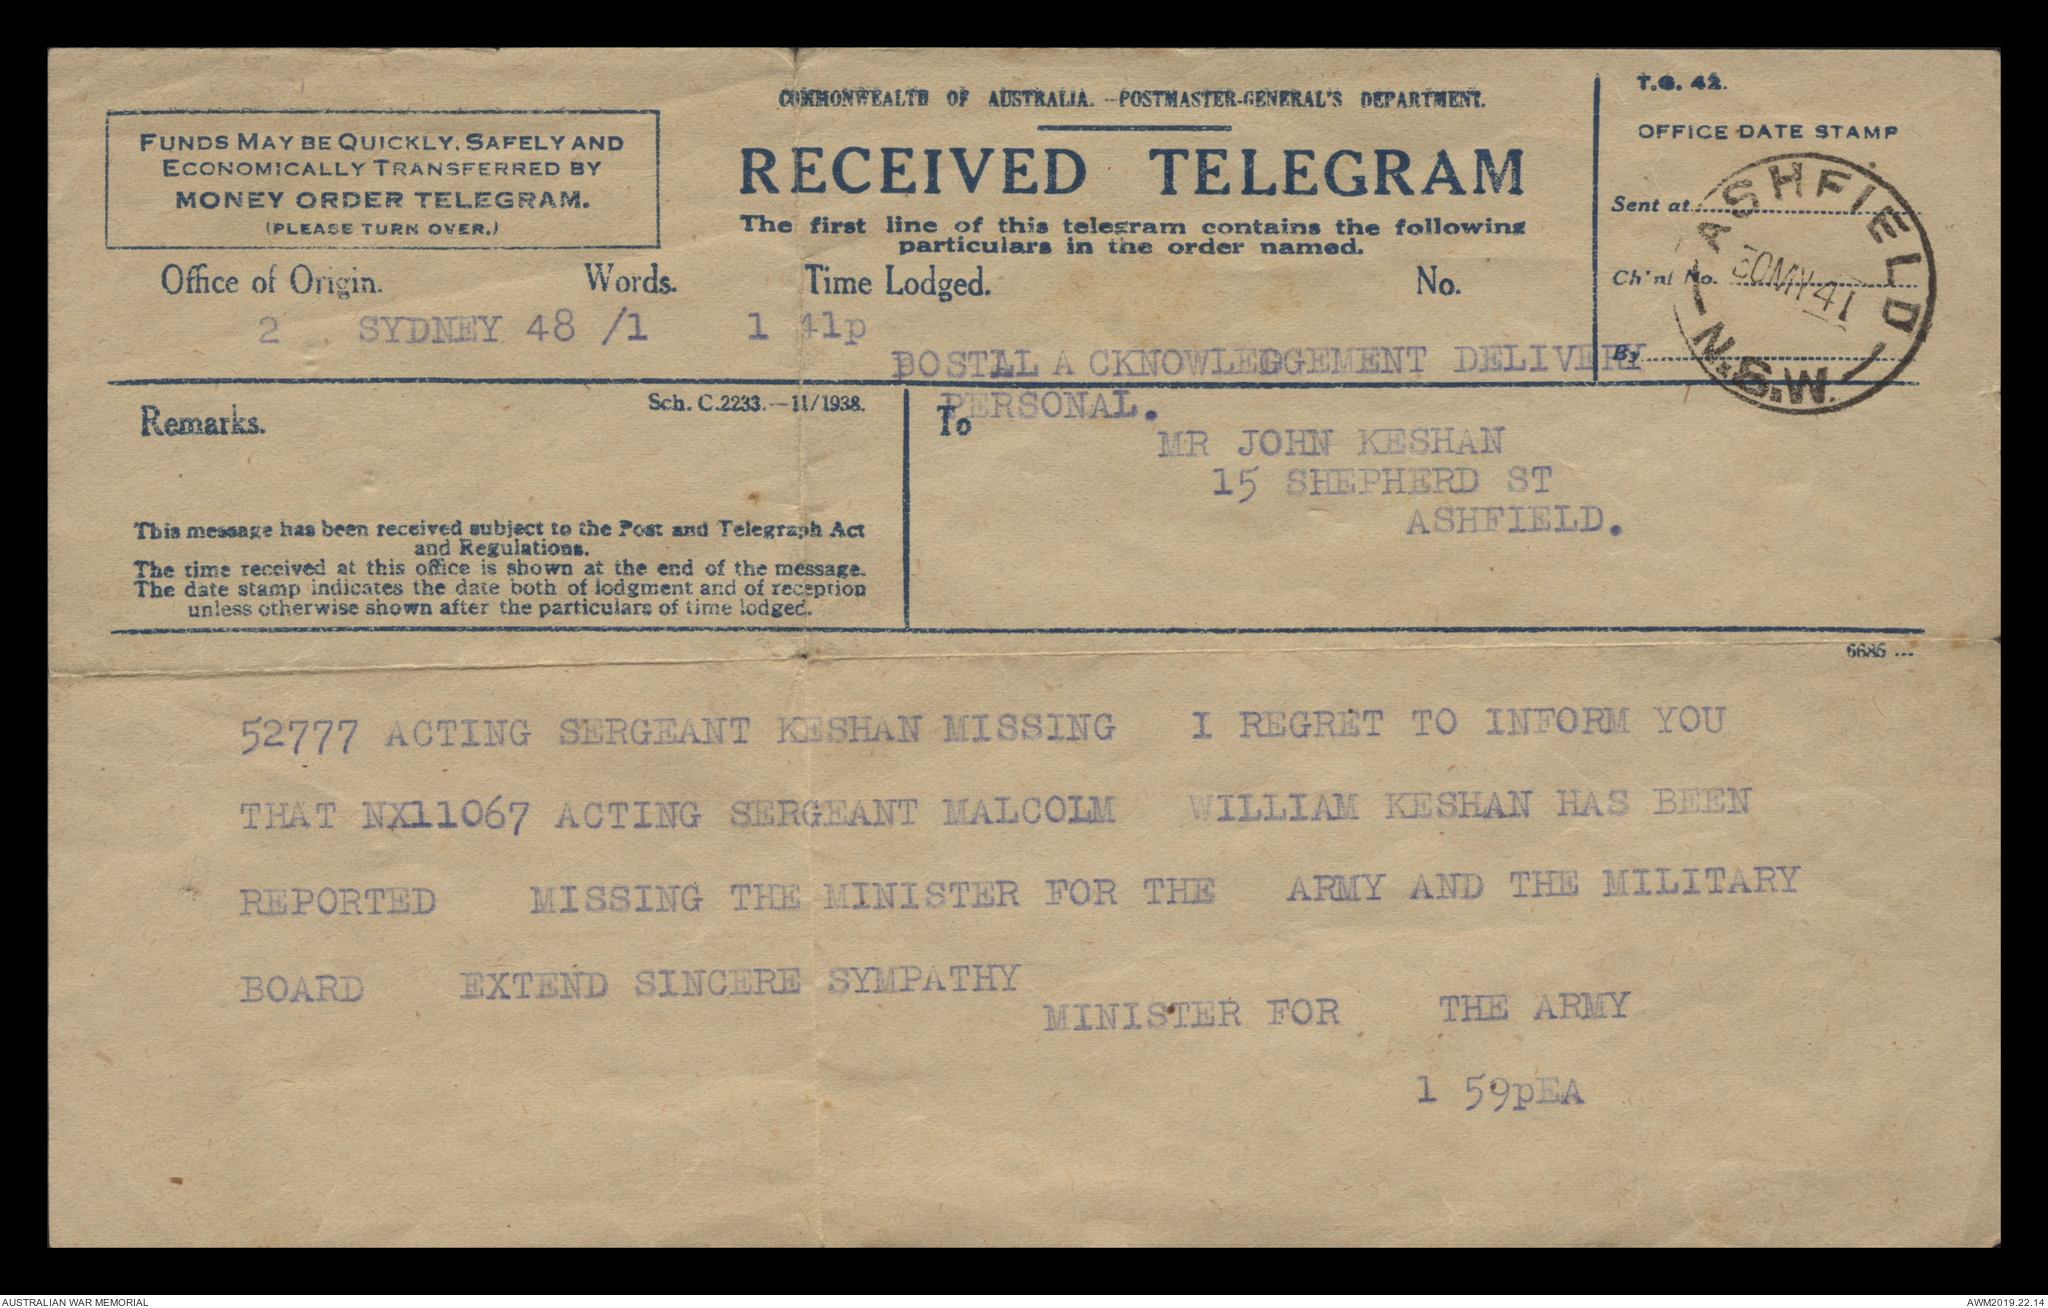 COMMONWEALTH OF AUSTRALIA.—POSTMASTER-GENERAL'S DEPARTMENT.
T.G. 42.
FUNDS MAY BE QUICKLY, SAFELY AND
ECONOMICALLY TRANSFERRED BY
MONEY ORDER TELEGRAM.
(PLEASE TURN OVER.)
RECEIVED TELEGRAM
The first line of this telegram contains the following
particulars in the order named.
OFFICE DATE STAMP
Sent at
Ch'nl No.
By
ASHFIELD
30MY41
N.S.W.
Office of Origin. Words. Time Lodged. No.
2 SYDNEY 48 /1 1 41p
POSTAL A CKNOWLEGGEMENT DELIVERY
PERSONAL.
Remarks.
Sch. C.2233.—11/1938.
To
MR JOHN KESHAN
15 SHEPHERD ST
ASHFIELD.
This message has been received subject to the Post and Telegraph Act
and Regulations.
The time received at this office is shown at the end of the message.
The date stamp indicates the date both of lodgment and of reception
unless otherwise shown after the particulars of time lodged.
52777 ACTING SERGEANT KESHAN MISSING I REGRET TO INFORM YOU
THAT NX11067 ACTING SERGEANT MALCOLM WILLIAM KESHAN HAS BEEN
REPORTED MISSING THE MINISTER FOR THE ARMY AND THE MILITARY
BOARD EXTEND SINCERE SYMPATHY
MINISTER FOR THE ARMY
1 59pEA
AUSTRALIAN WAR MEMORIAL
AWM2019.22.14